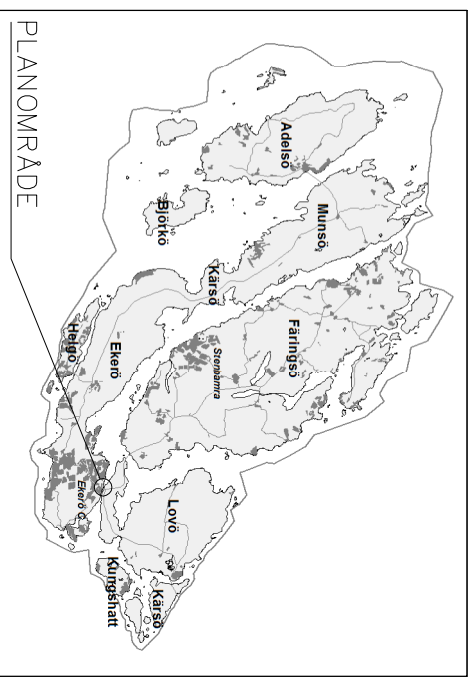 PLANOMRÅDE
Adelsö
Munsö
Björkö
Kärsö
Färingsö
Stenhamra
Ekerö
Helgö
Lovö
Ekerö C
Kungshatt
Kärsö